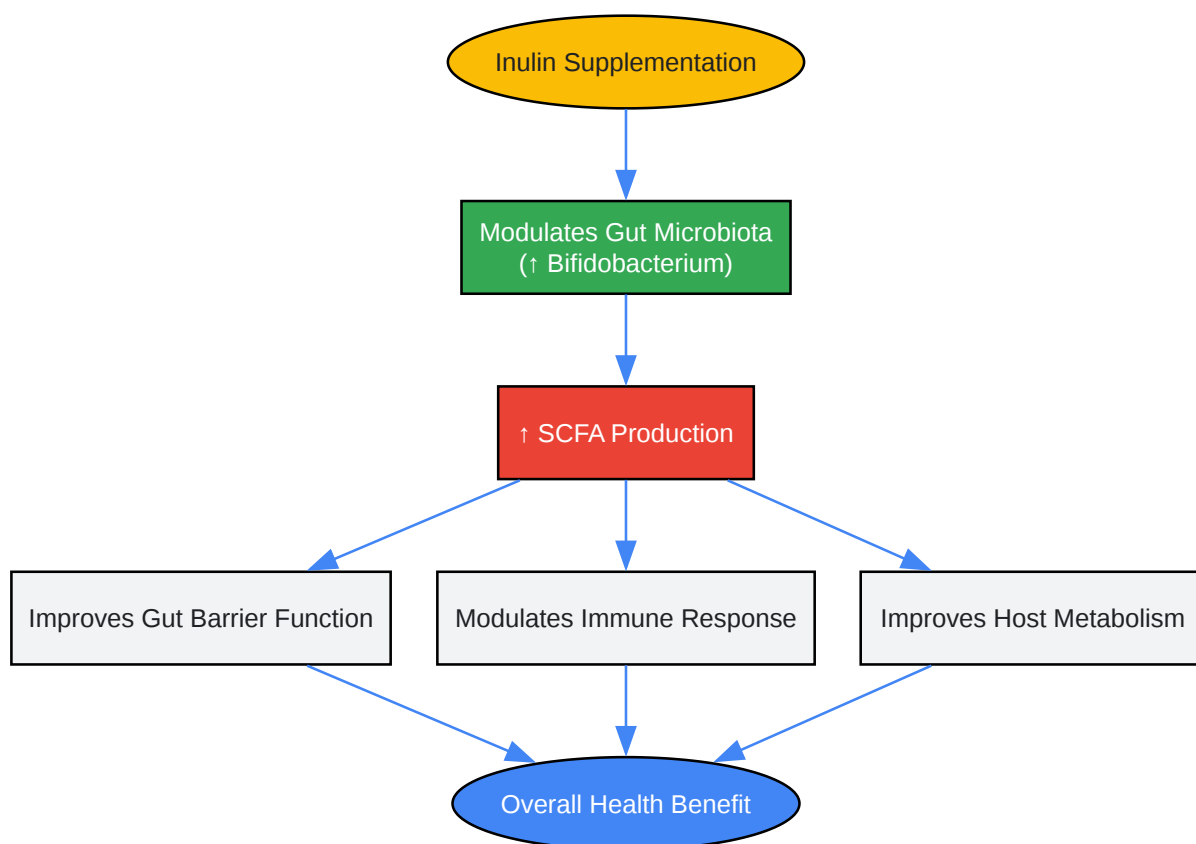 Inulin Supplementation
Modulates Gut Microbiota
(↑ Bifidobacterium)
↑ SCFA Production
Improves Gut Barrier Function
Modulates Immune Response
Improves Host Metabolism
Overall Health Benefit